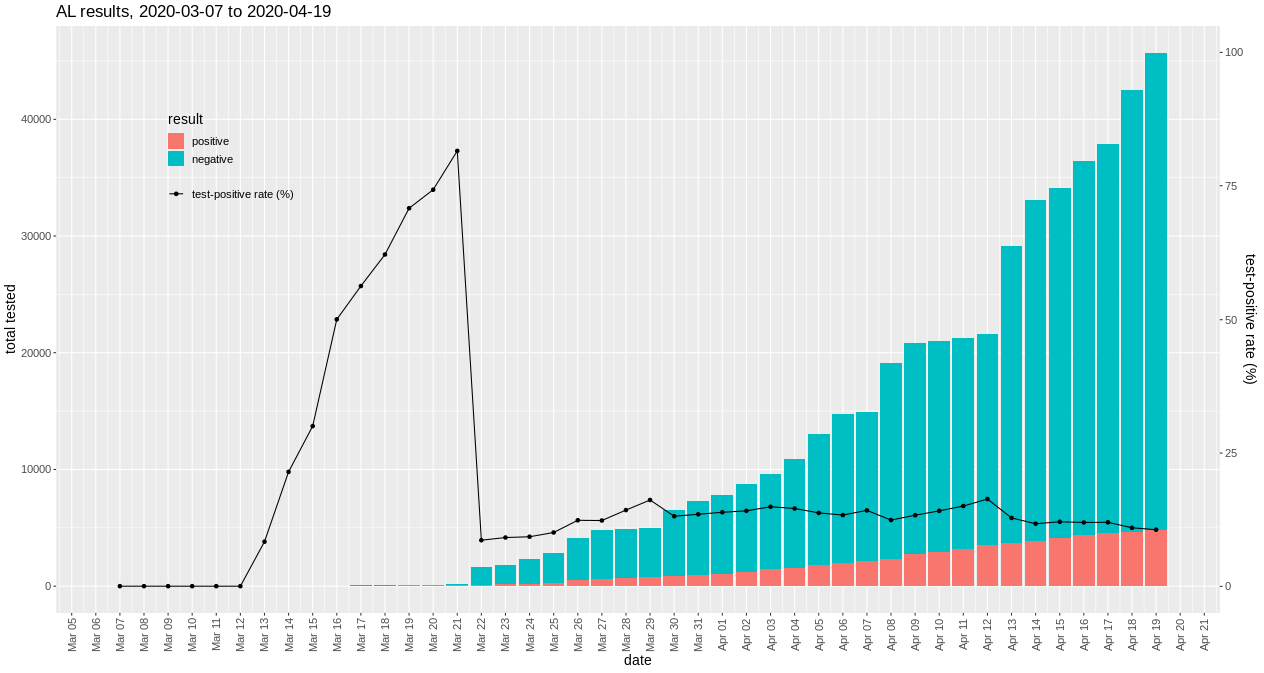 AL results, 2020-03-07 to 2020-04-19
total tested
40000
30000
20000
10000
0
result
positive
negative
test-positive rate (%)
100
75
50
25
0
test-positive rate (%)
Mar 05
Mar 06
Mar 07
Mar 08
Mar 09
Mar 10
Mar 11
Mar 12
Mar 13
Mar 14
Mar 15
Mar 16
Mar 17
Mar 18
Mar 19
Mar 20
Mar 21
Mar 22
Mar 23
Mar 24
Mar 25
Mar 26
Mar 27
Mar 28
Mar 29
Mar 30
Mar 31
Apr 01
Apr 02
Apr 03
Apr 04
Apr 05
Apr 06
Apr 07
Apr 08
Apr 09
Apr 10
Apr 11
Apr 12
Apr 13
Apr 14
Apr 15
Apr 16
Apr 17
Apr 18
Apr 19
Apr 20
Apr 21
date